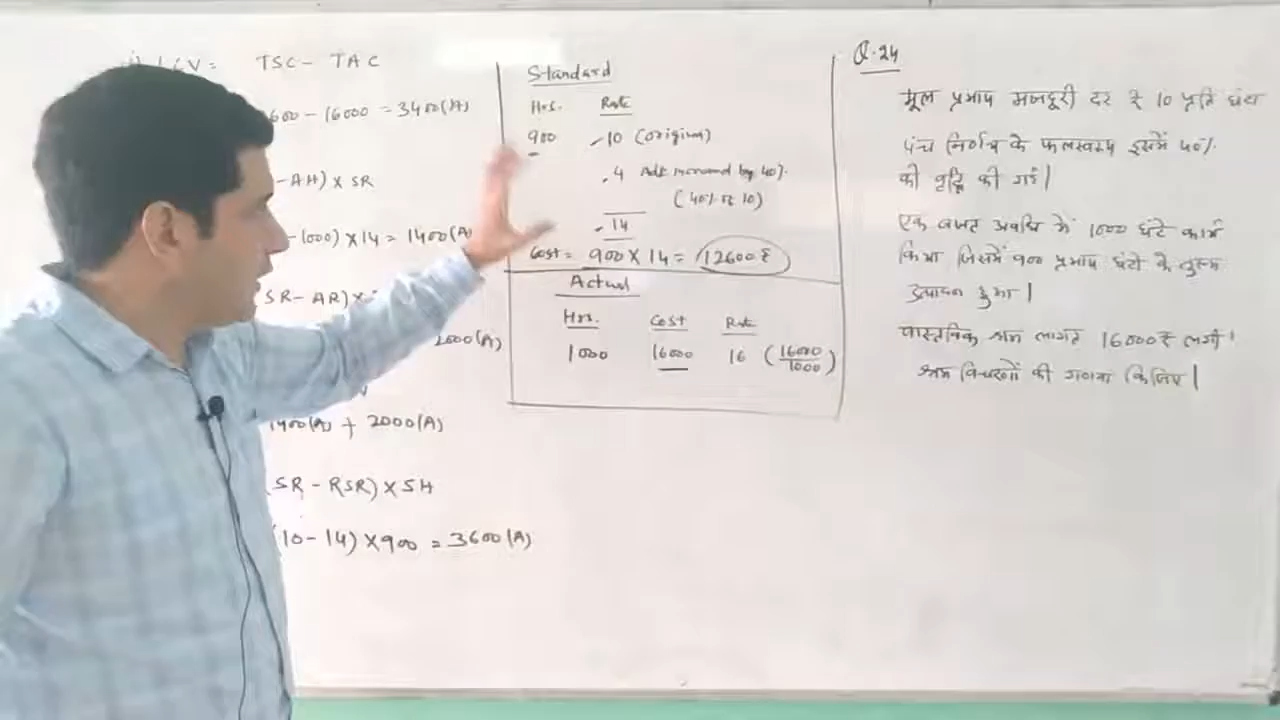 LCV = TSC - TAC
600 - 16000 = 3400(A)
- AH) × SR
- 1000) × 14 = 1400(A)
SR - AR) ×
2000(A)
1400(A) + 2000(A)
(SR - RSR) × SH
(10 - 14) × 900 = 3600(A)
Standard
Hrs. Rate
900 10 (original)
4 Add increased by 40%.
(40% of 10)
14
Cost = 900 × 14 = 12600₹
Actual
Hrs. Cost Rate
1000 16000 16 (16000/1000)
Q.24
मूल प्रमाप मजदूरी दर ₹ 10 प्रति घंटा
पंच निर्णय के फलस्वरूप इसमें 40%
की वृद्धि की गई।
एक बजट अवधि में 1000 घंटे कार्य
किया जिसमें 900 प्रमाप घंटों के तुल्य
उत्पादन हुआ।
वास्तविक श्रम लागत 16000₹ लगी।
श्रम विचरणों की गणना कीजिए।